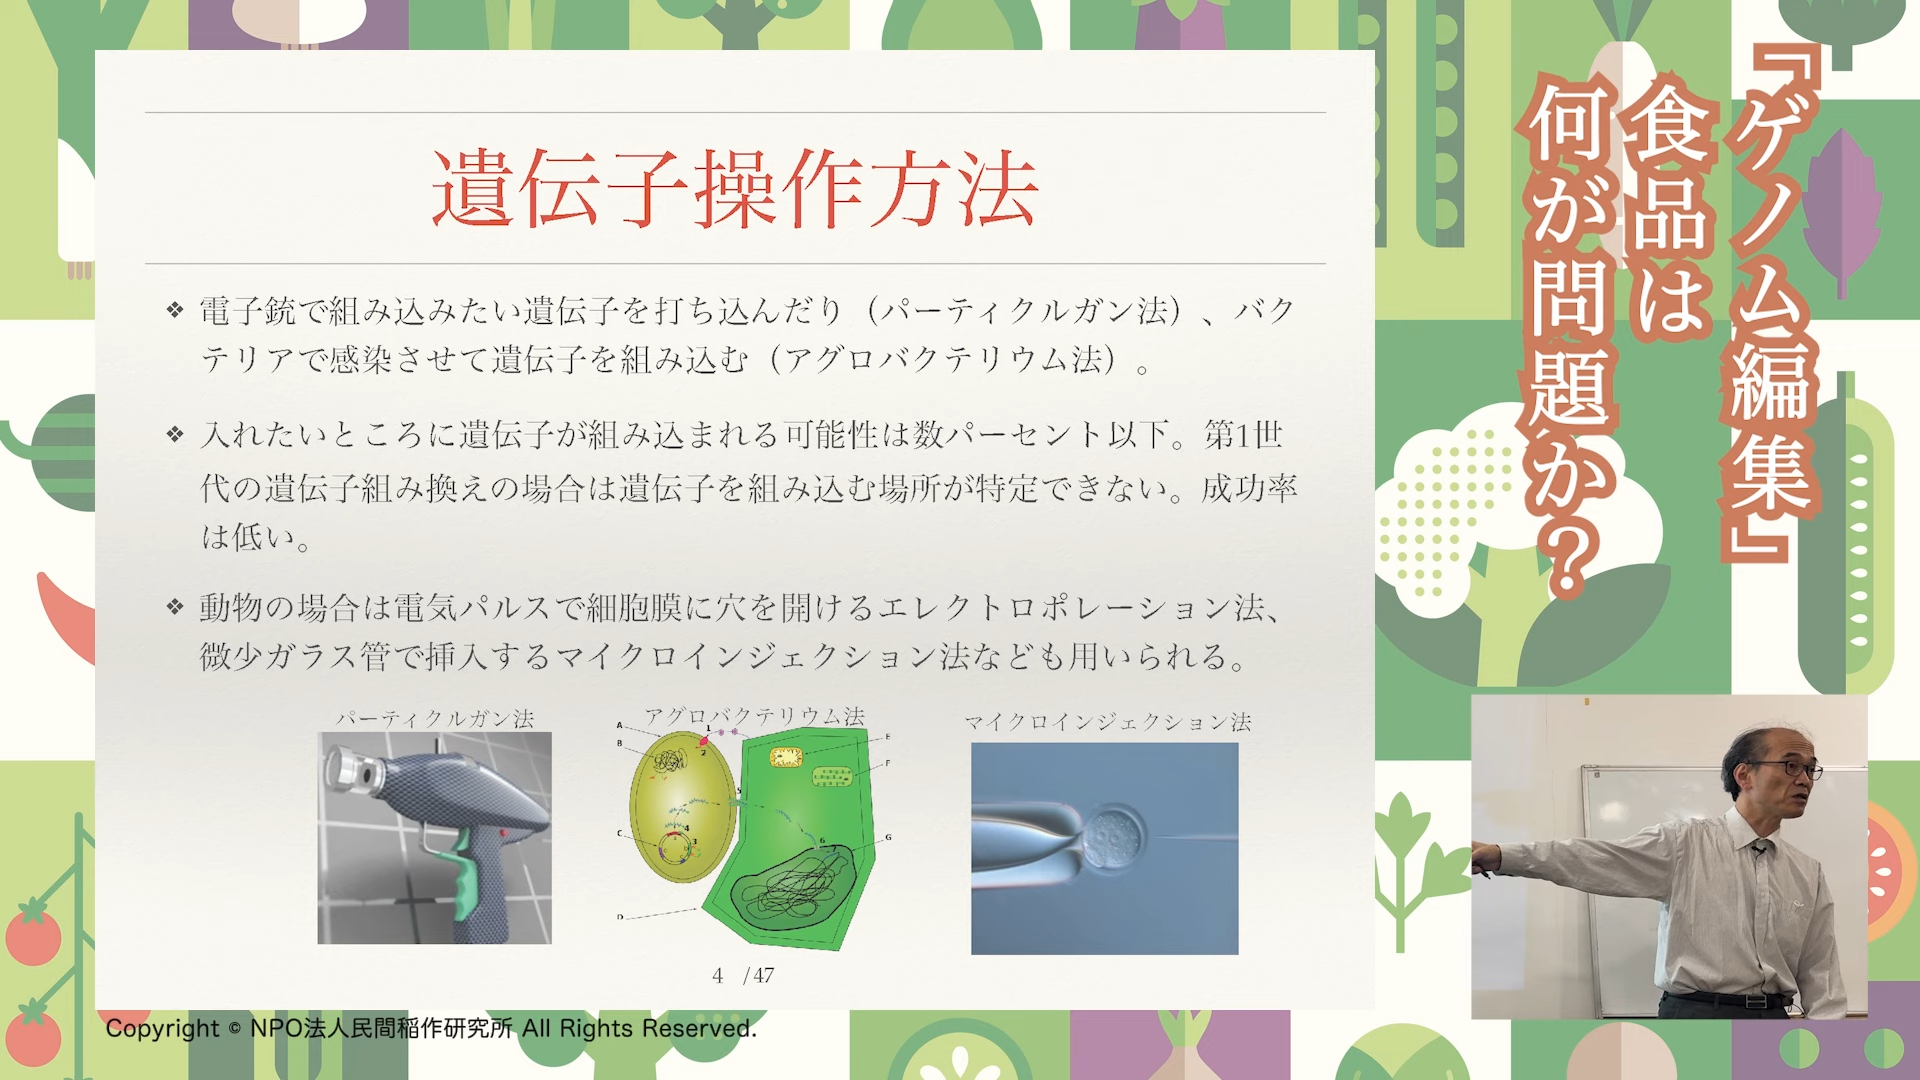 遺伝子操作方法
❖ 電子銃で組み込みたい遺伝子を打ち込んだり（パーティクルガン法）、バク
テリアで感染させて遺伝子を組み込む（アグロバクテリウム法）。
❖ 入れたいところに遺伝子が組み込まれる可能性は数パーセント以下。第1世
代の遺伝子組み換えの場合は遺伝子を組み込む場所が特定できない。成功率
は低い。
❖ 動物の場合は電気パルスで細胞膜に穴を開けるエレクトロポレーション法、
微少ガラス管で挿入するマイクロインジェクション法なども用いられる。
パーティクルガン法
アグロバクテリウム法
マイクロインジェクション法
A
B
C
D
E
F
G
1
2
3
4
5
6
4 /47
『ゲノム編集』
食品は
何が問題か？
Copyright © NPO法人民間稲作研究所 All Rights Reserved.